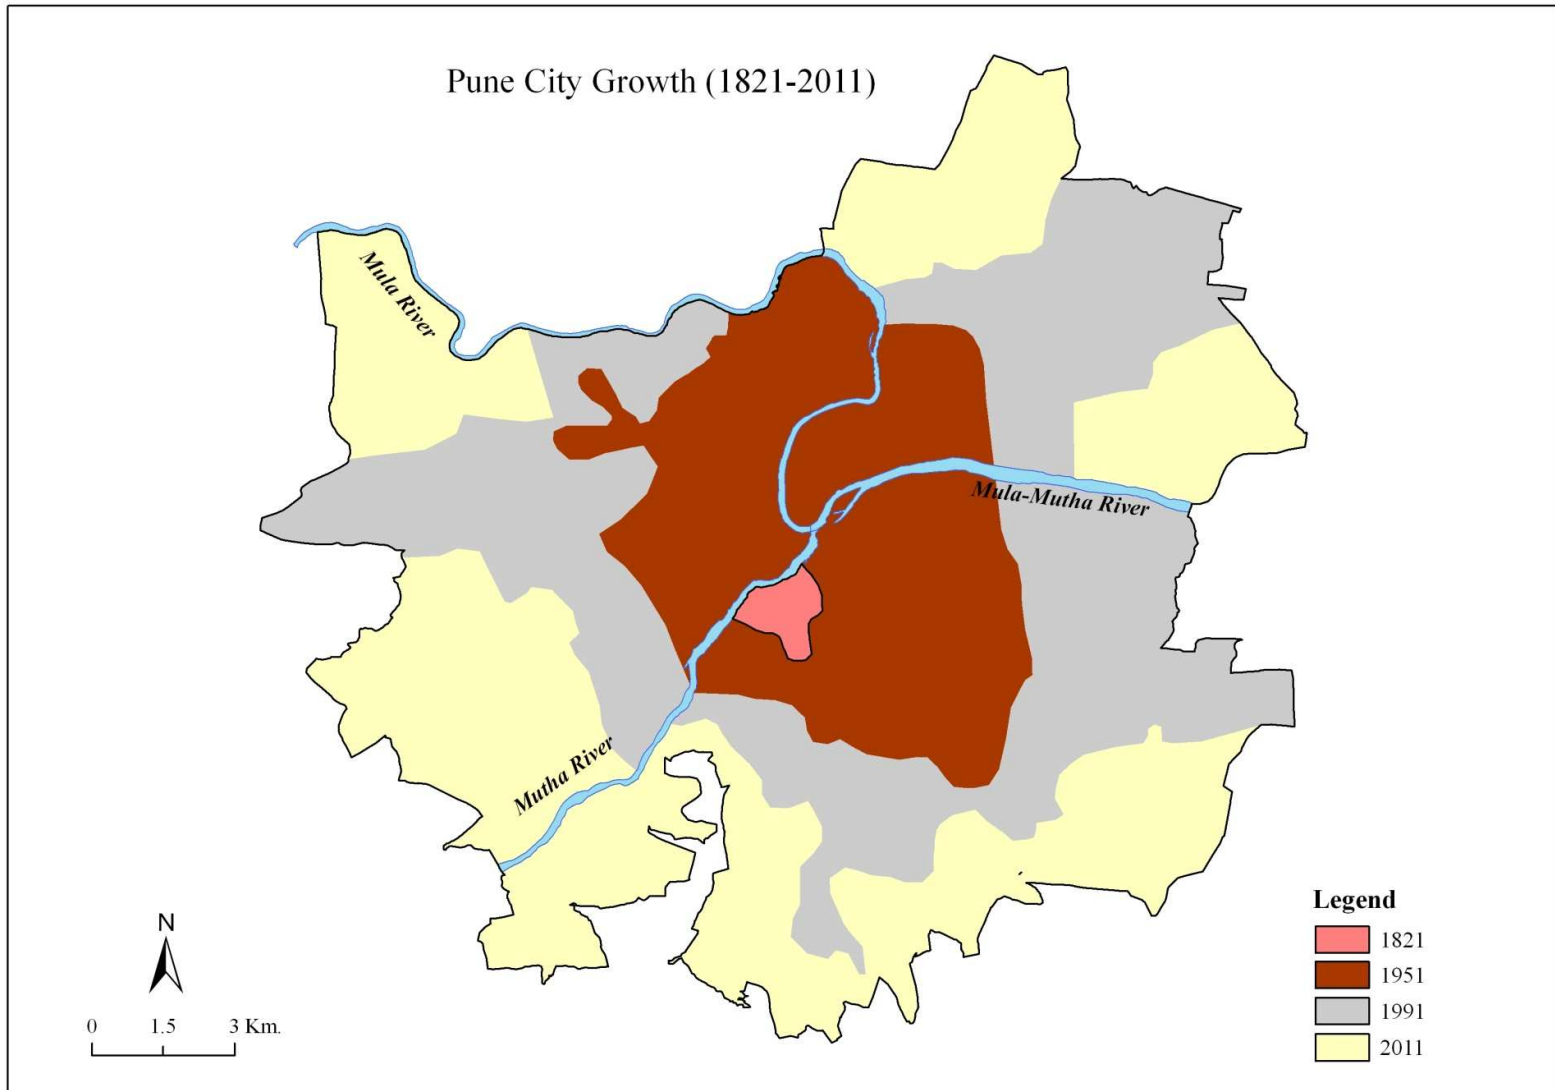 Pune City Growth (1821-2011)
Mula River
Mula-Mutha River
Mutha River
Legend
1821
1951
1991
2011
N
0 1.5 3 Km.